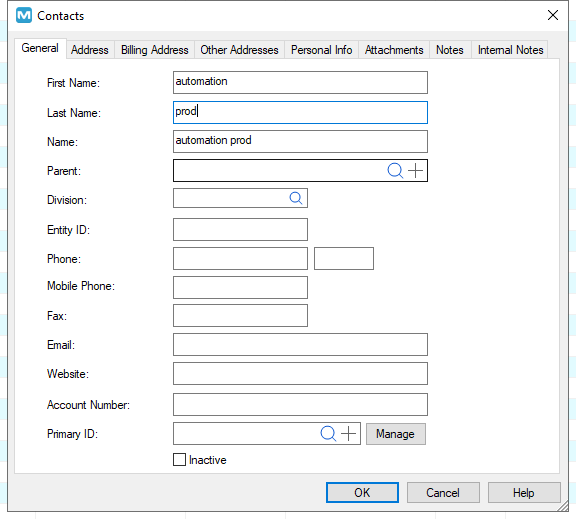 M Contacts
General Address Billing Address Other Addresses Personal Info Attachments Notes Internal Notes
First Name: automation
Last Name: prod
Name: automation prod
Parent:
Division:
Entity ID:
Phone:
Mobile Phone:
Fax:
Email:
Website:
Account Number:
Primary ID: Manage
Inactive
OK Cancel Help